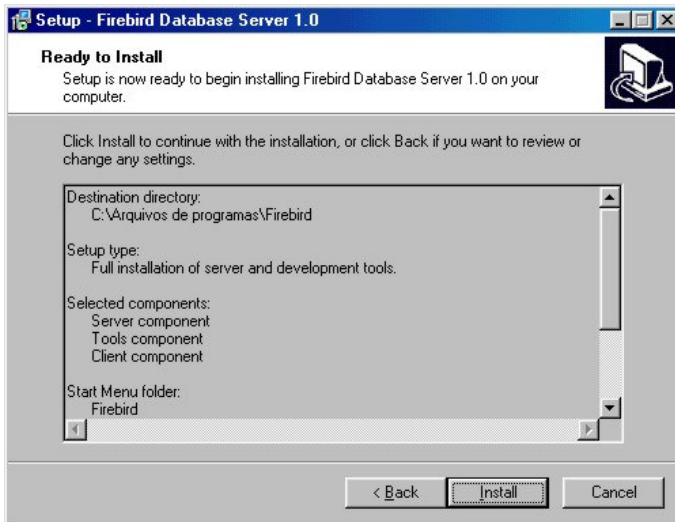 Setup - Firebird Database Server 1.0
Ready to Install
Setup is now ready to begin installing Firebird Database Server 1.0 on your
computer.
Click Install to continue with the installation, or click Back if you want to review or
change any settings.
Destination directory:
C:\Arquivos de programas\Firebird
Setup type:
Full installation of server and development tools.
Selected components:
Server component
Tools component
Client component
Start Menu folder:
Firebird
< Back
Install
Cancel